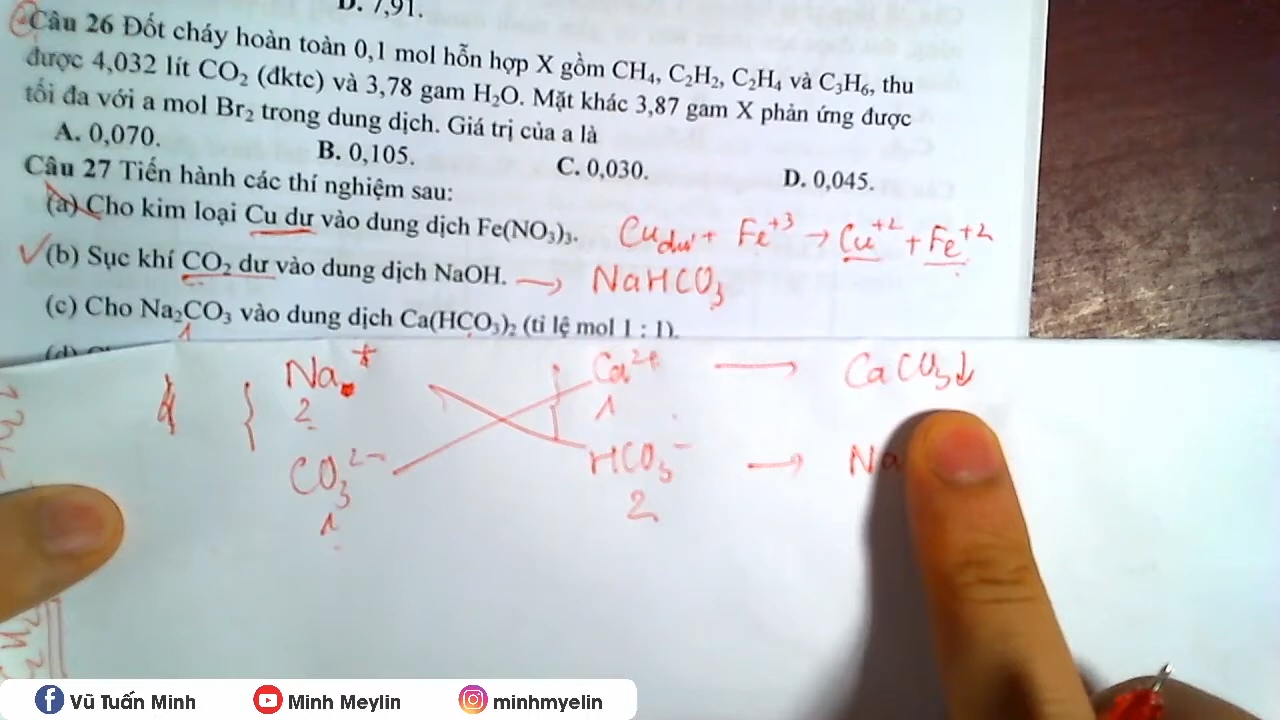 D. 7,91.
Câu 26 Đốt cháy hoàn toàn 0,1 mol hỗn hợp X gồm CH₄, C₂H₂, C₂H₄ và C₃H₆, thu
được 4,032 lít CO₂ (đktc) và 3,78 gam H₂O. Mặt khác 3,87 gam X phản ứng được
tối đa với a mol Br₂ trong dung dịch. Giá trị của a là
A. 0,070. B. 0,105. C. 0,030. D. 0,045.
Câu 27 Tiến hành các thí nghiệm sau:
(a) Cho kim loại Cu dư vào dung dịch Fe(NO₃)₃. Cu dư + Fe⁺³ → Cu⁺² + Fe⁺²
(b) Sục khí CO₂ dư vào dung dịch NaOH. → NaHCO₃
(c) Cho Na₂CO₃ vào dung dịch Ca(HCO₃)₂ (tỉ lệ mol 1 : 1).
1
Na⁺ Ca²⁺ → CaCO₃↓
2 1
CO₃²⁻ HCO₃⁻ → Na
1 2
Vũ Tuấn Minh Minh Meylin minhmyelin